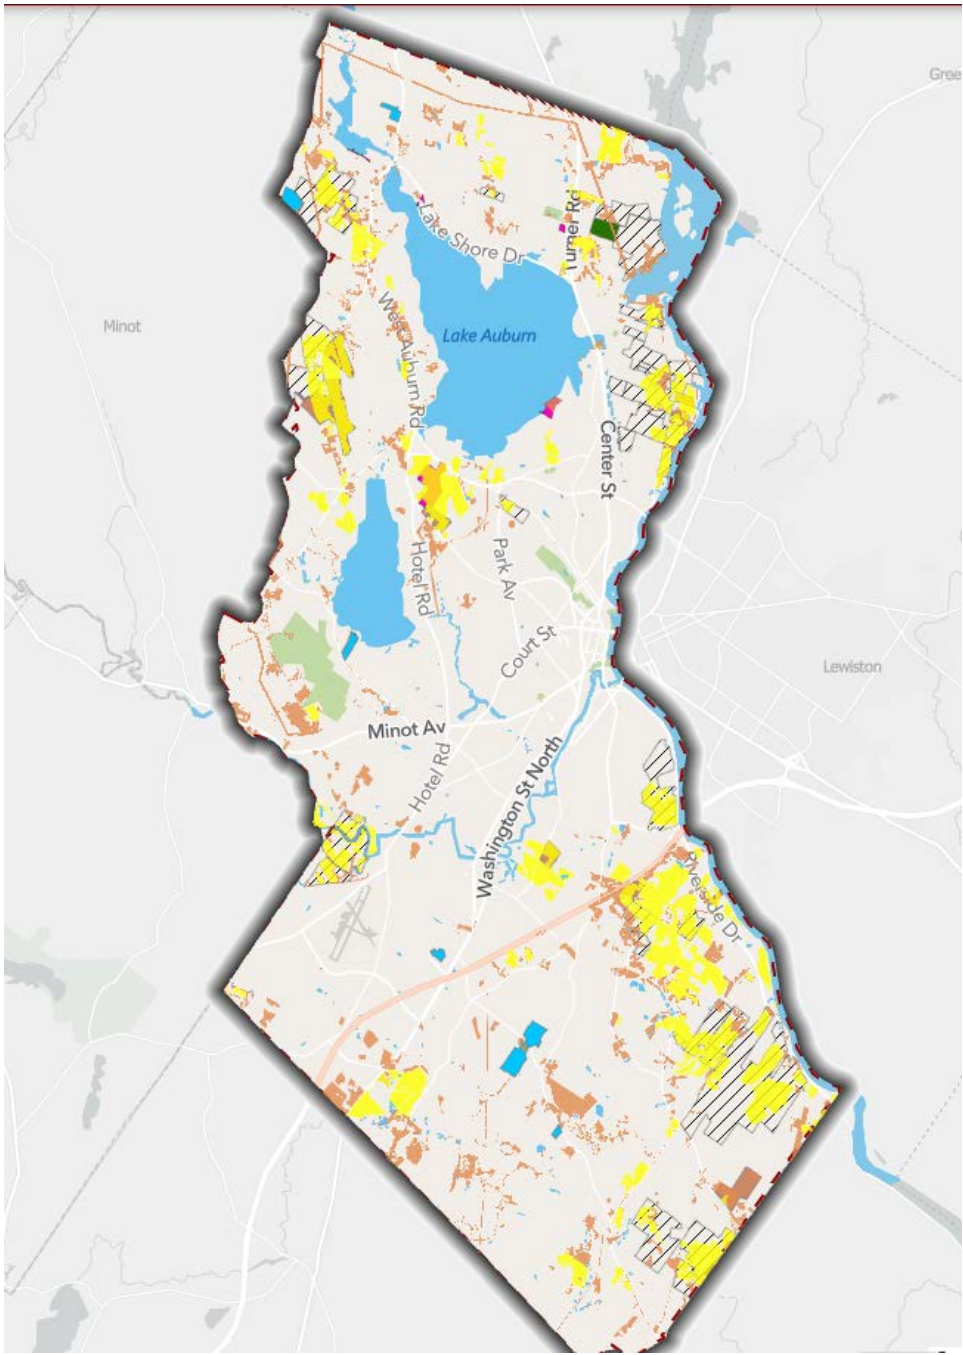 Gree
Turner Rd
Lake Shore Dr
Minot
West Auburn Rd
Lake Auburn
Center St
Hotel Rd
Park Av
Court St
Lewiston
Minot Av
Hotel Rd
Washington St North
Riverside Dr